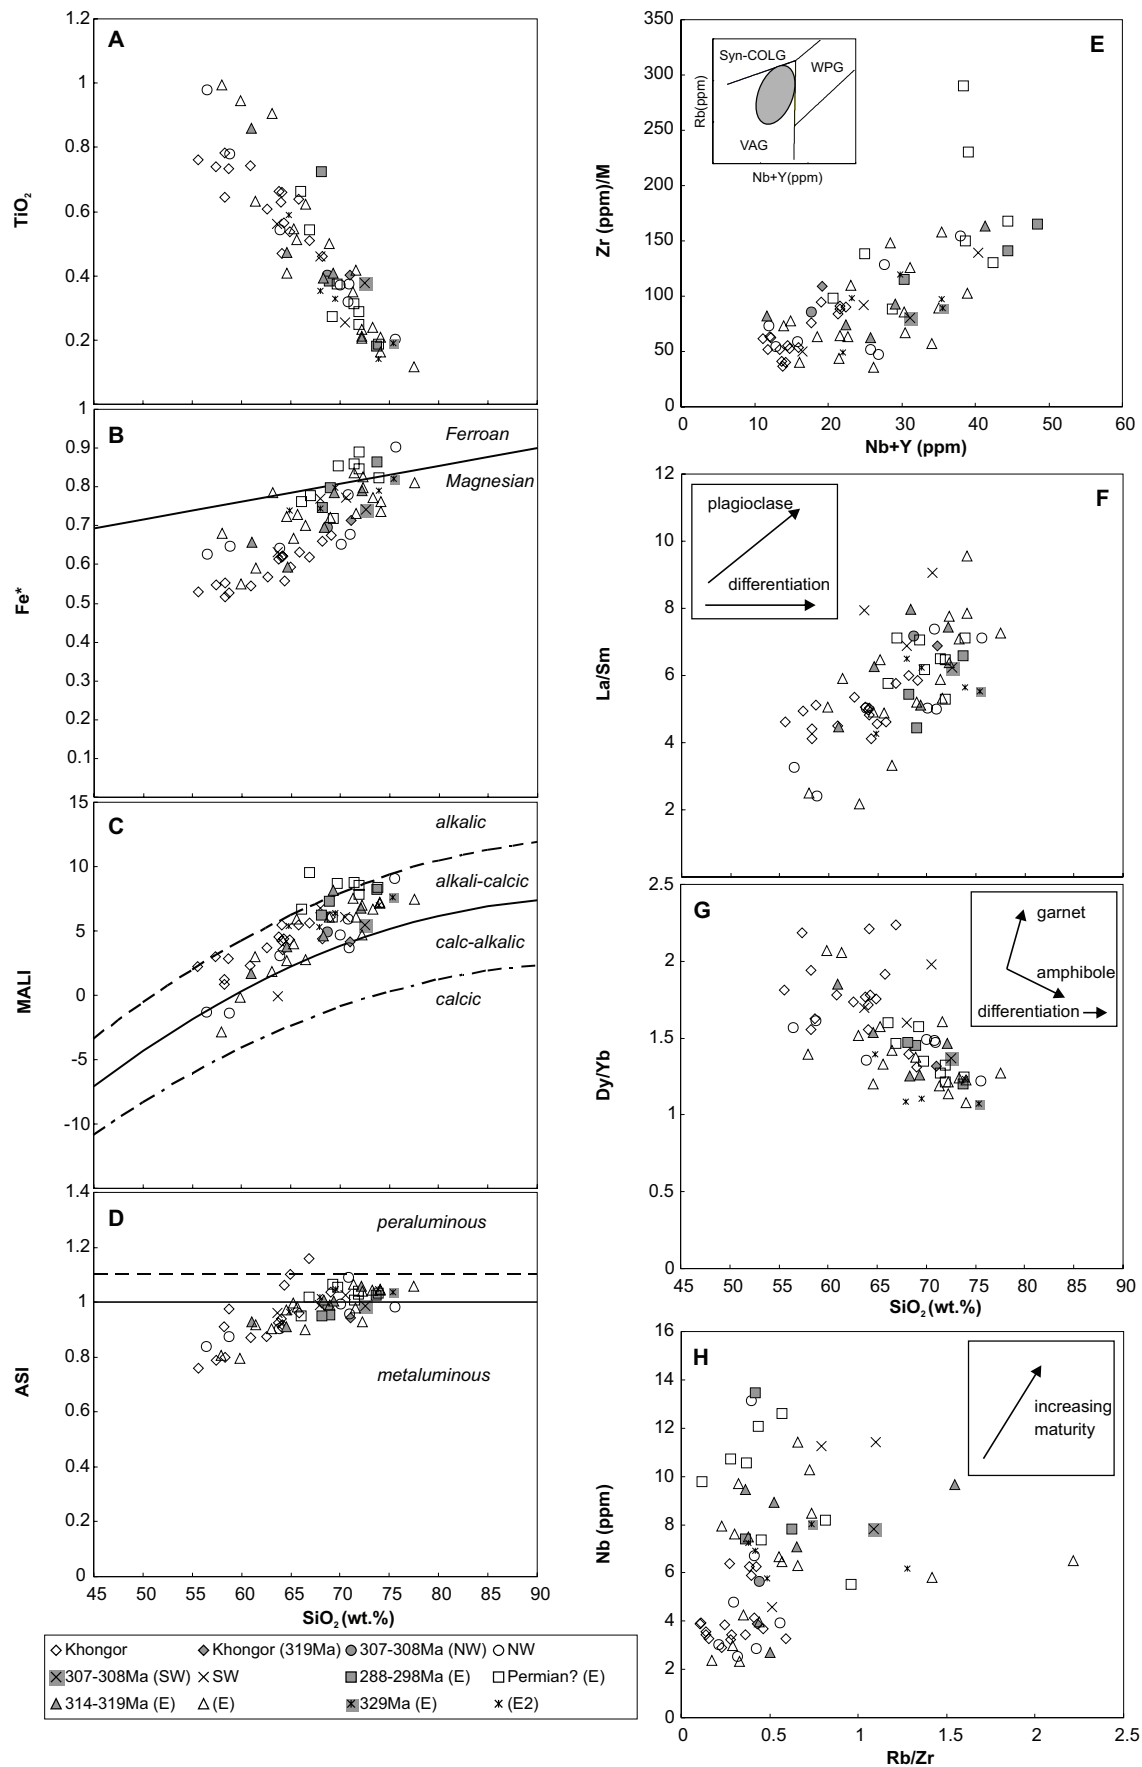 A
1.2
1
0.8
0.6
0.4
0.2
1
TiO2
B
Ferroan
Magnesian
0.9
0.8
0.7
0.6
0.5
0.4
0.3
0.2
0.1
1
Fe*
C
alkalic
alkali-calcic
calc-alkalic
calcic
15
10
5
0
-5
-10
MALI
D
peraluminous
metaluminous
1.4
1.2
1
0.8
0.6
0.4
0.2
0
ASI
45 50 55 60 65 70 75 80 85 90
SiO2 (wt.%)
Khongor Khongor (319Ma) 307-308Ma (NW) NW
307-308Ma (SW) SW 288-298Ma (E) Permian? (E)
314-319Ma (E) (E) 329Ma (E) (E2)
E
Syn-COLG
WPG
VAG
Rb(ppm)
Nb+Y(ppm)
350
300
250
200
150
100
50
0
Zr (ppm)/M
0 10 20 30 40 50 60
Nb+Y (ppm)
F
plagioclase
differentiation
10
8
6
4
2
La/Sm
G
garnet
amphibole
differentiation
2.5
2
1.5
1
0.5
0
Dy/Yb
45 50 55 60 65 70 75 80 85 90
SiO2 (wt.%)
H
increasing
maturity
16
14
12
10
8
6
4
2
0
Nb (ppm)
0 0.5 1 1.5 2 2.5
Rb/Zr